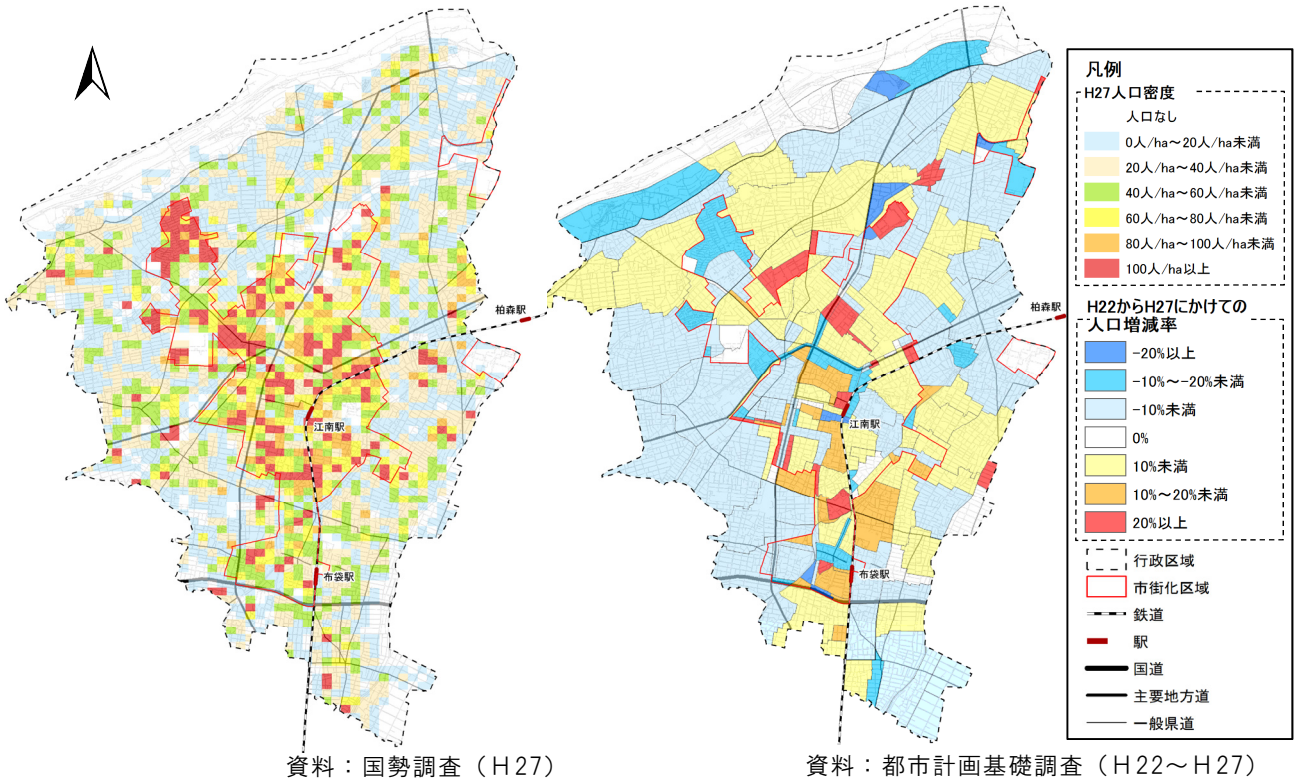 柏森駅
江南駅
布袋駅
資料：国勢調査（H27）
柏森駅
江南駅
布袋駅
資料：都市計画基礎調査（H22～H27）
凡例
H27人口密度
人口なし
0人/ha～20人/ha未満
20人/ha～40人/ha未満
40人/ha～60人/ha未満
60人/ha～80人/ha未満
80人/ha～100人/ha未満
100人/ha以上
H22からH27にかけての
人口増減率
-20%以上
-10%～-20%未満
-10%未満
0%
10%未満
10%～20%未満
20%以上
行政区域
市街化区域
鉄道
駅
国道
主要地方道
一般県道